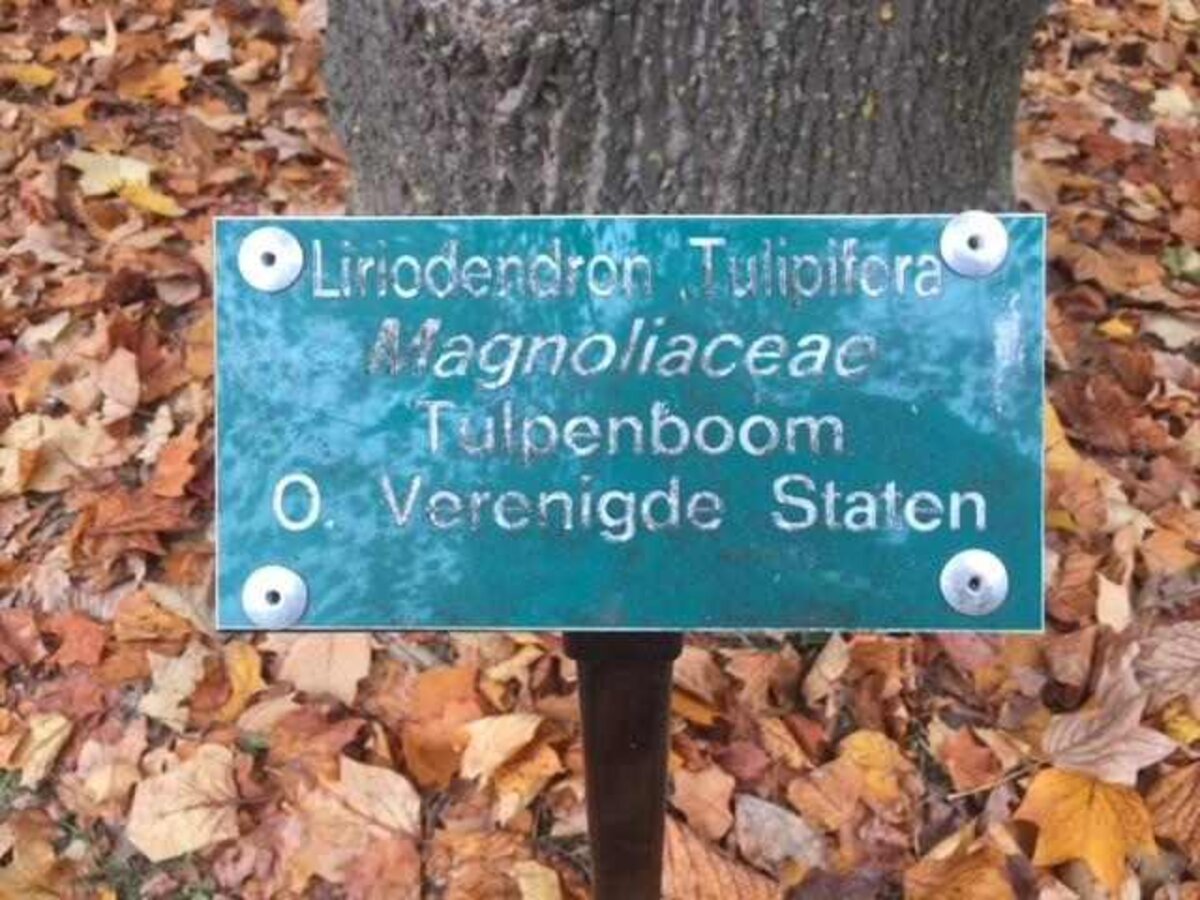 Liriodendron Tulipifera
Magnoliaceae
Tulpenboom
O. Verenigde Staten